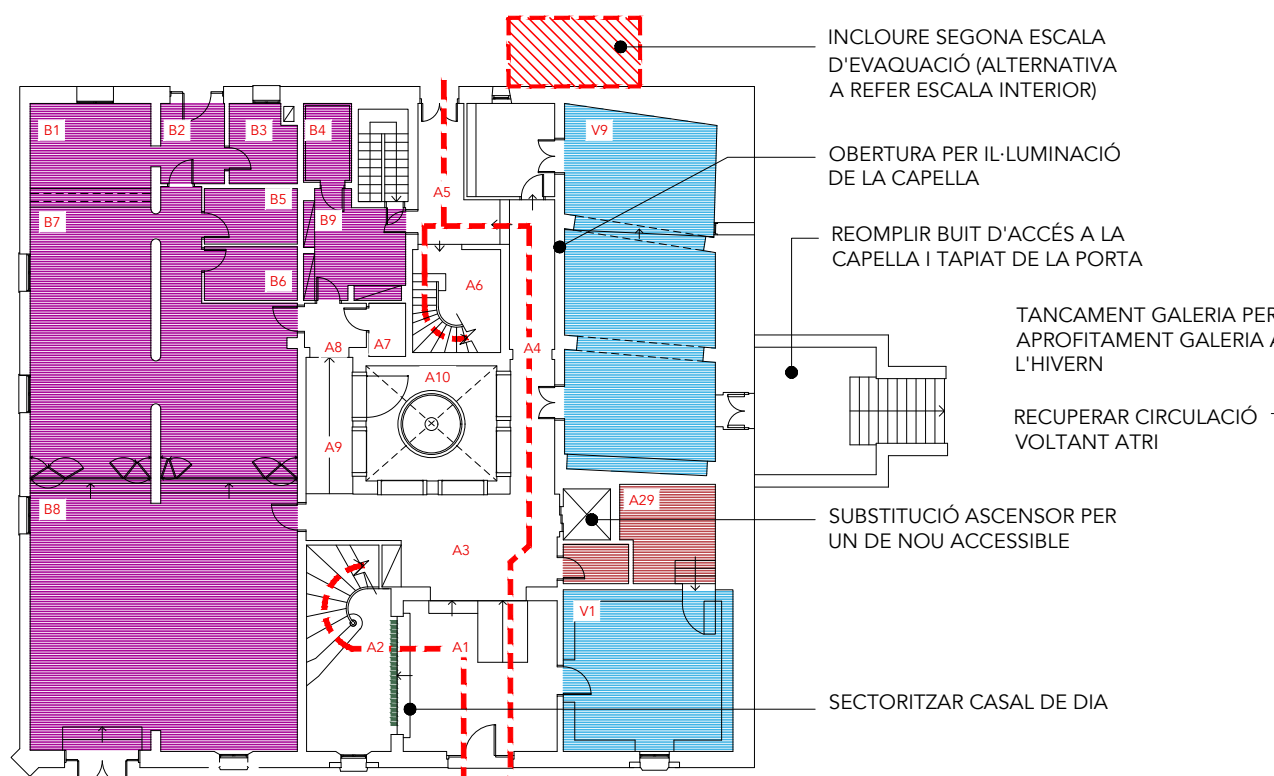 INCLOURE SEGONA ESCALA
D'EVAQUACIÓ (ALTERNATIVA
A REFER ESCALA INTERIOR)
OBERTURA PER IL·LUMINACIÓ
DE LA CAPELLA
REOMPLIR BUIT D'ACCÉS A LA
CAPELLA I TAPIAT DE LA PORTA
TANCAMENT GALERIA PER
APROFITAMENT GALERIA A
L'HIVERN
RECUPERAR CIRCULACIÓ
VOLTANT ATRI
SUBSTITUCIÓ ASCENSOR PER
UN DE NOU ACCESSIBLE
SECTORITZAR CASAL DE DIA
B1
B2
B3
B4
V9
A5
B5
B7
B9
B6
A6
A8
A7
A4
A10
A9
B8
A29
A3
V1
A2
A1